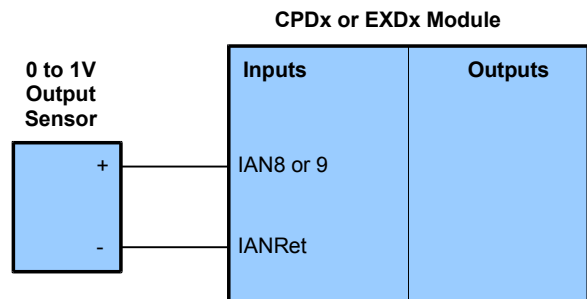 CPDx or EXDx Module
0 to 1V
Output
Sensor
Inputs
Outputs
+
IAN8 or 9
-
IANRet